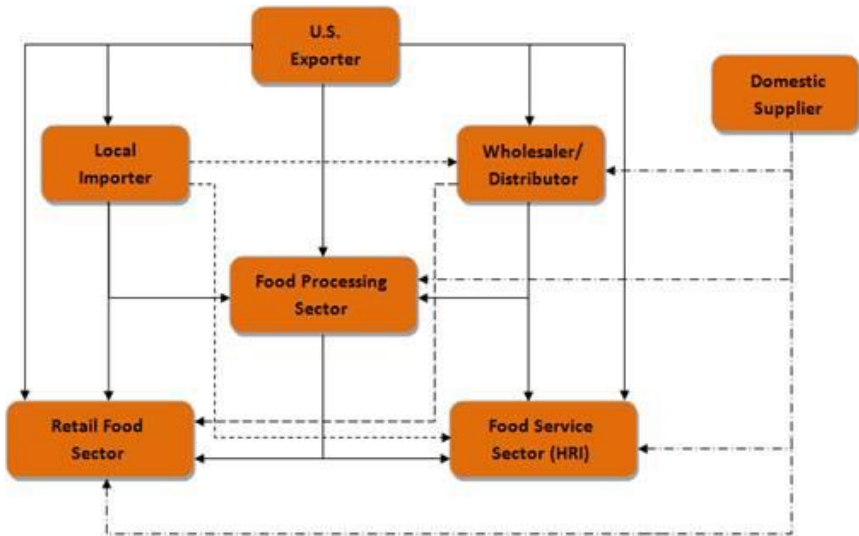 U.S.
Exporter
Domestic
Supplier
Local
Importer
Wholesaler/
Distributor
Food Processing
Sector
Retail Food
Sector
Food Service
Sector (HRI)